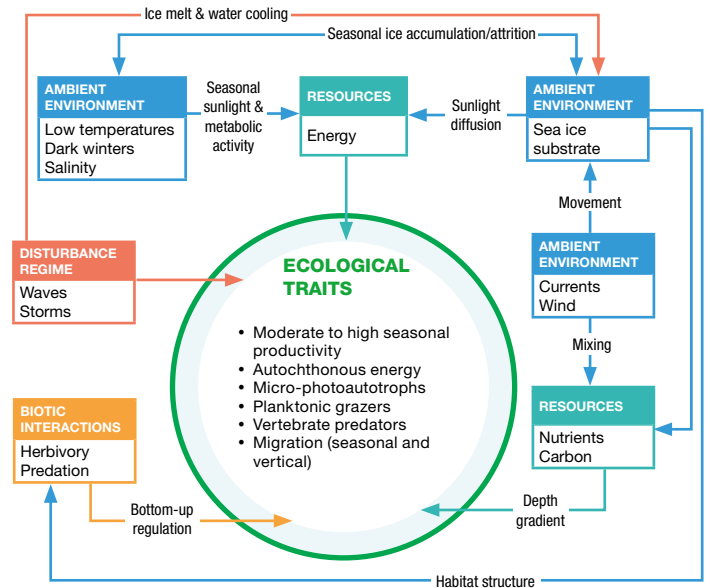 Ice melt & water cooling
Seasonal ice accumulation/attrition
AMBIENT
ENVIRONMENT
Low temperatures
Dark winters
Salinity
Seasonal
sunlight &
metabolic
activity
RESOURCES
Energy
Sunlight
diffusion
AMBIENT
ENVIRONMENT
Sea ice
substrate
Movement
DISTURBANCE
REGIME
Waves
Storms
ECOLOGICAL
TRAITS
• Moderate to high seasonal
productivity
• Autochthonous energy
• Micro-photoautotrophs
• Planktonic grazers
• Vertebrate predators
• Migration (seasonal and
vertical)
AMBIENT
ENVIRONMENT
Currents
Wind
Mixing
BIOTIC
INTERACTIONS
Herbivory
Predation
RESOURCES
Nutrients
Carbon
Bottom-up
regulation
Depth
gradient
Habitat structure